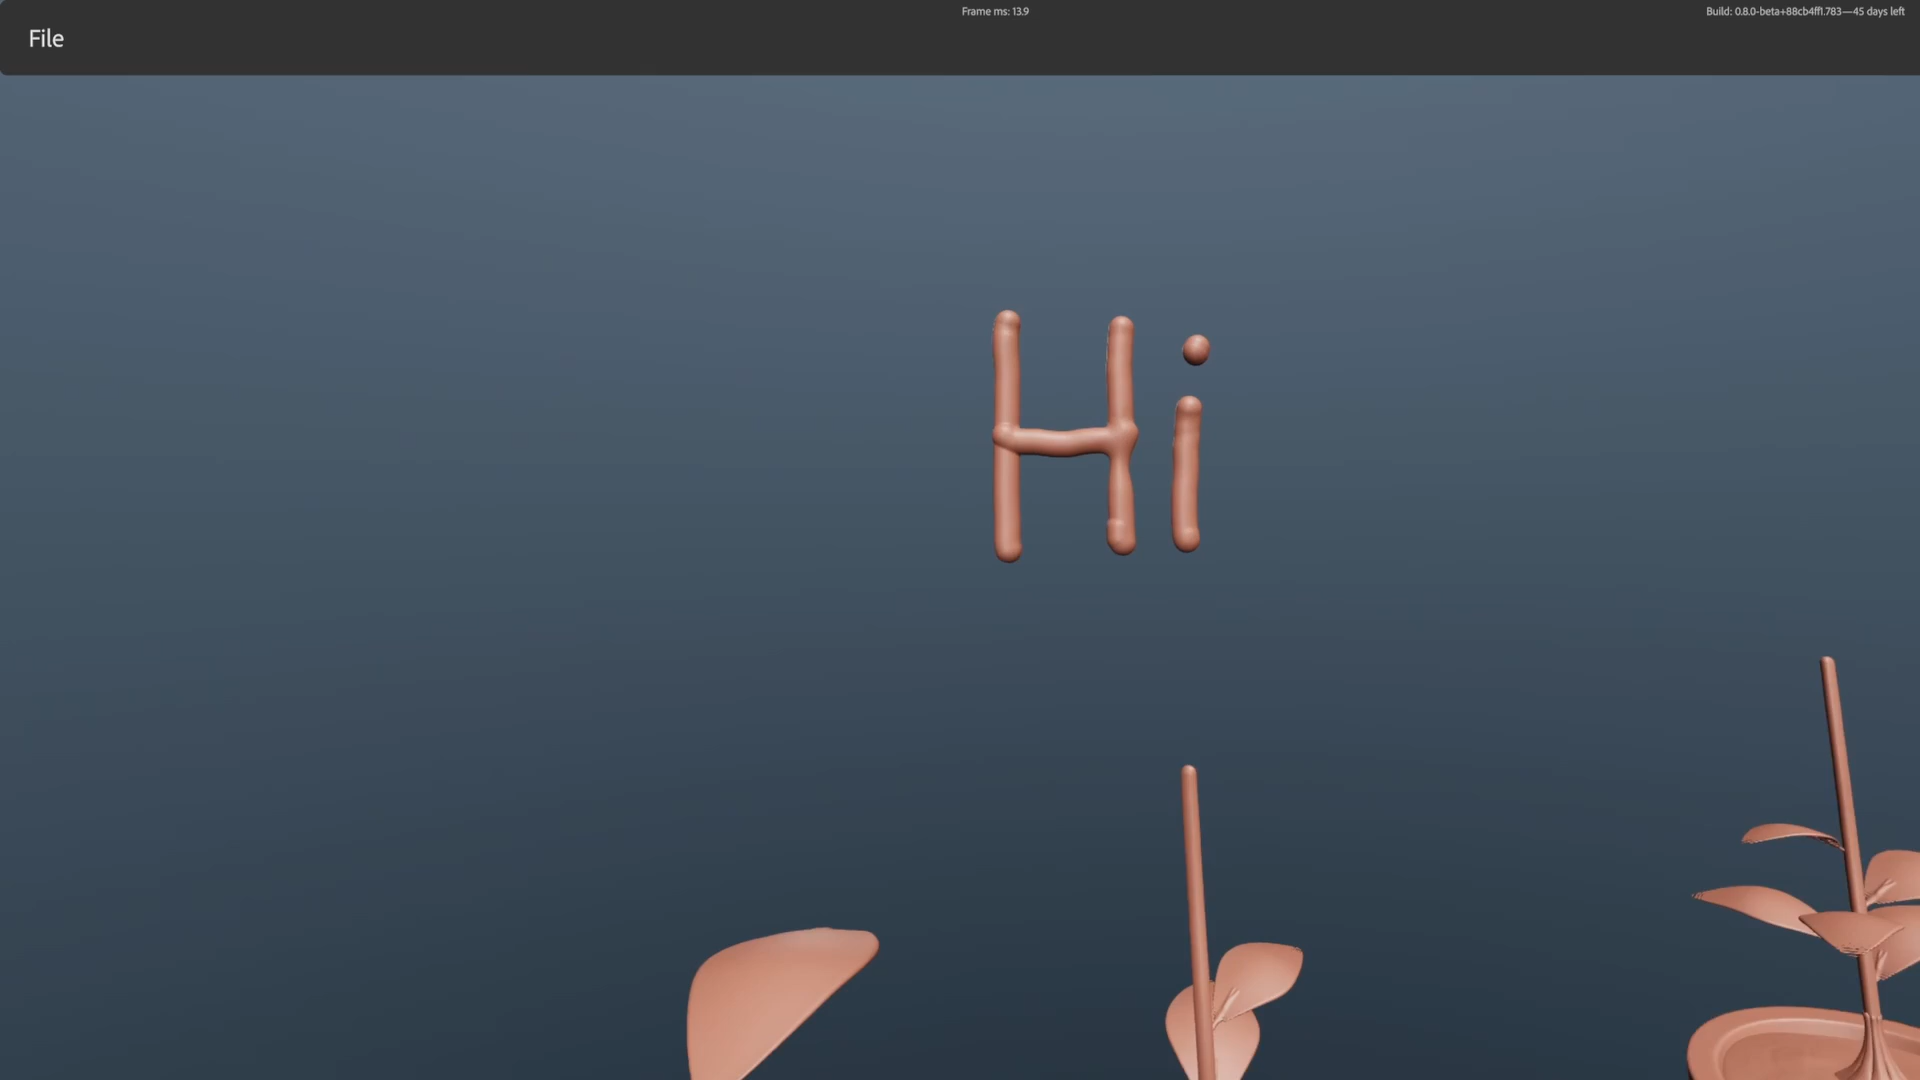 Frame ms: 13.9
Build: 0.8.0-beta+88cb4ff1.783—45 days left
File
Hi